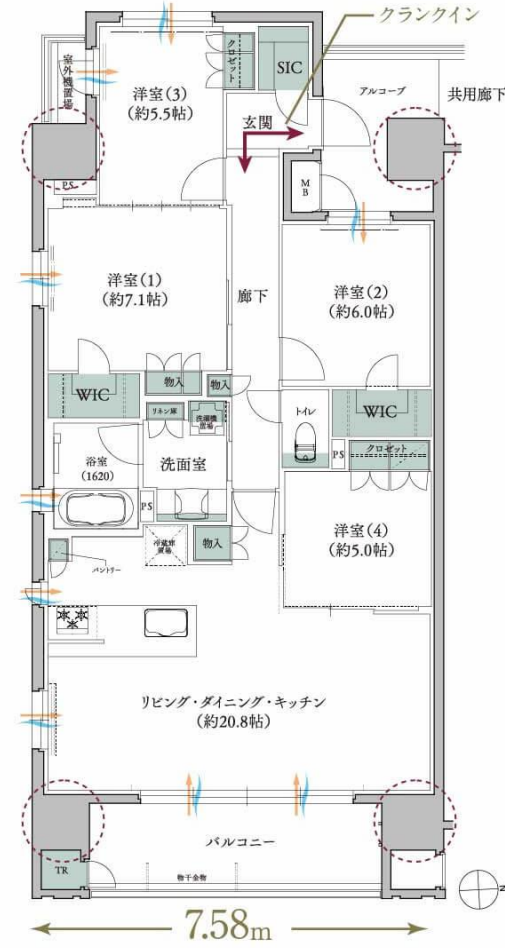 クランクイン
室外機置場
クロゼット
SIC
洋室(3)
(約5.5帖)
アルコーブ
共用廊下
玄関
PS
MB
洋室(1)
(約7.1帖)
廊下
洋室(2)
(約6.0帖)
WIC
物入
物入
リネン庫
洗濯機置場
トイレ
WIC
浴室
(1620)
洗面室
PS
クロゼット
PS
洋室(4)
(約5.0帖)
パントリー
冷蔵庫置場
物入
リビング・ダイニング・キッチン
(約20.8帖)
バルコニー
TR
物干金物
N
7.58m